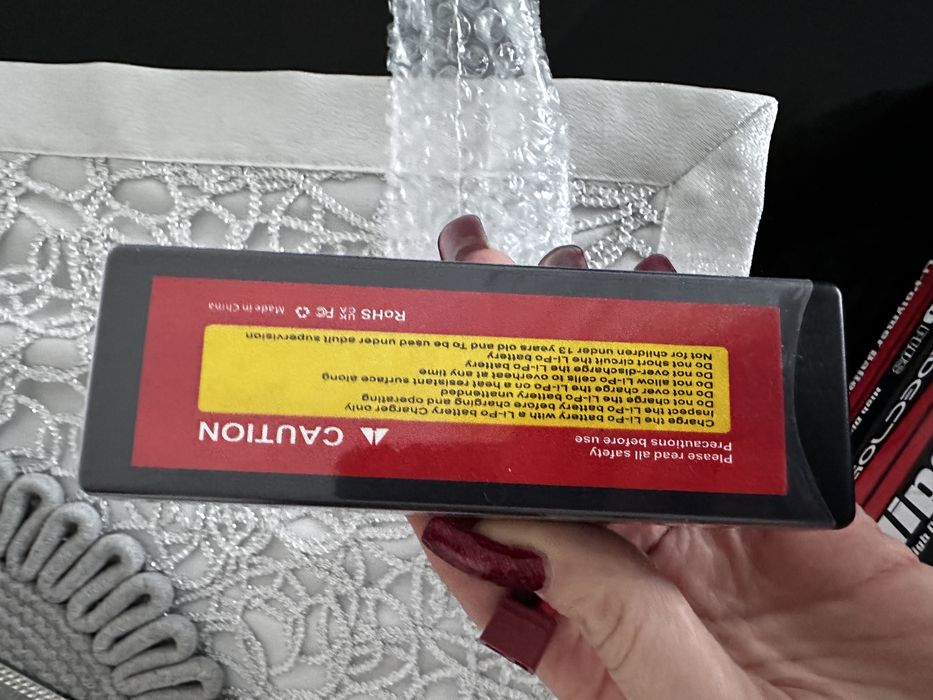 Please read all safety
Precautions before use
CAUTION
Charge the Li-Po battery with a Li-Po battery Charger only
inspect the Li-Po battery before charging and operating
Do not charge the Li-Po battery unattended
Do not over charge the Li-Po on a heat resistant surface along
Do not allow Li-Po cells to overheat at any time
Do not over-discharge the Li-Po battery
Do not short the circuit the Li-Po battery
Not for children under 13 years old and To be used under adult supervision
RoHS UK CA FC Made in China